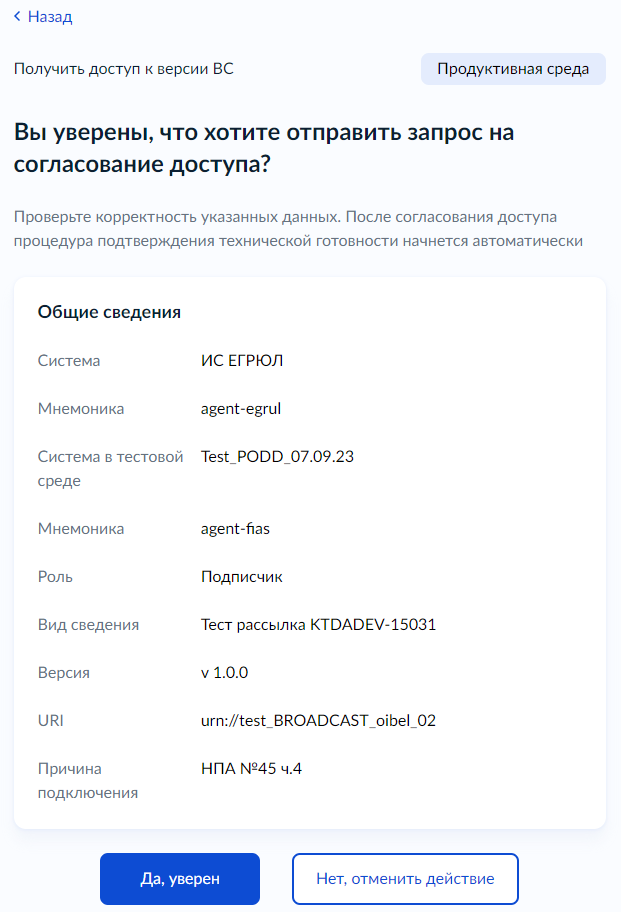 Назад
Получить доступ к версии ВС
Продуктивная среда
Вы уверены, что хотите отправить запрос на
согласование доступа?
Проверьте корректность указанных данных. После согласования доступа
процедура подтверждения технической готовности начнется автоматически
Общие сведения
Система ИС ЕГРЮЛ
Мнемоника agent-egrul
Система в тестовой Test_PODD_07.09.23
среде
Мнемоника agent-fias
Роль Подписчик
Вид сведения Тест рассылка KTDADEV-15031
Версия v 1.0.0
URI urn://test_BROADCAST_oibel_02
Причина НПА №45 ч.4
подключения
Да, уверен
Нет, отменить действие